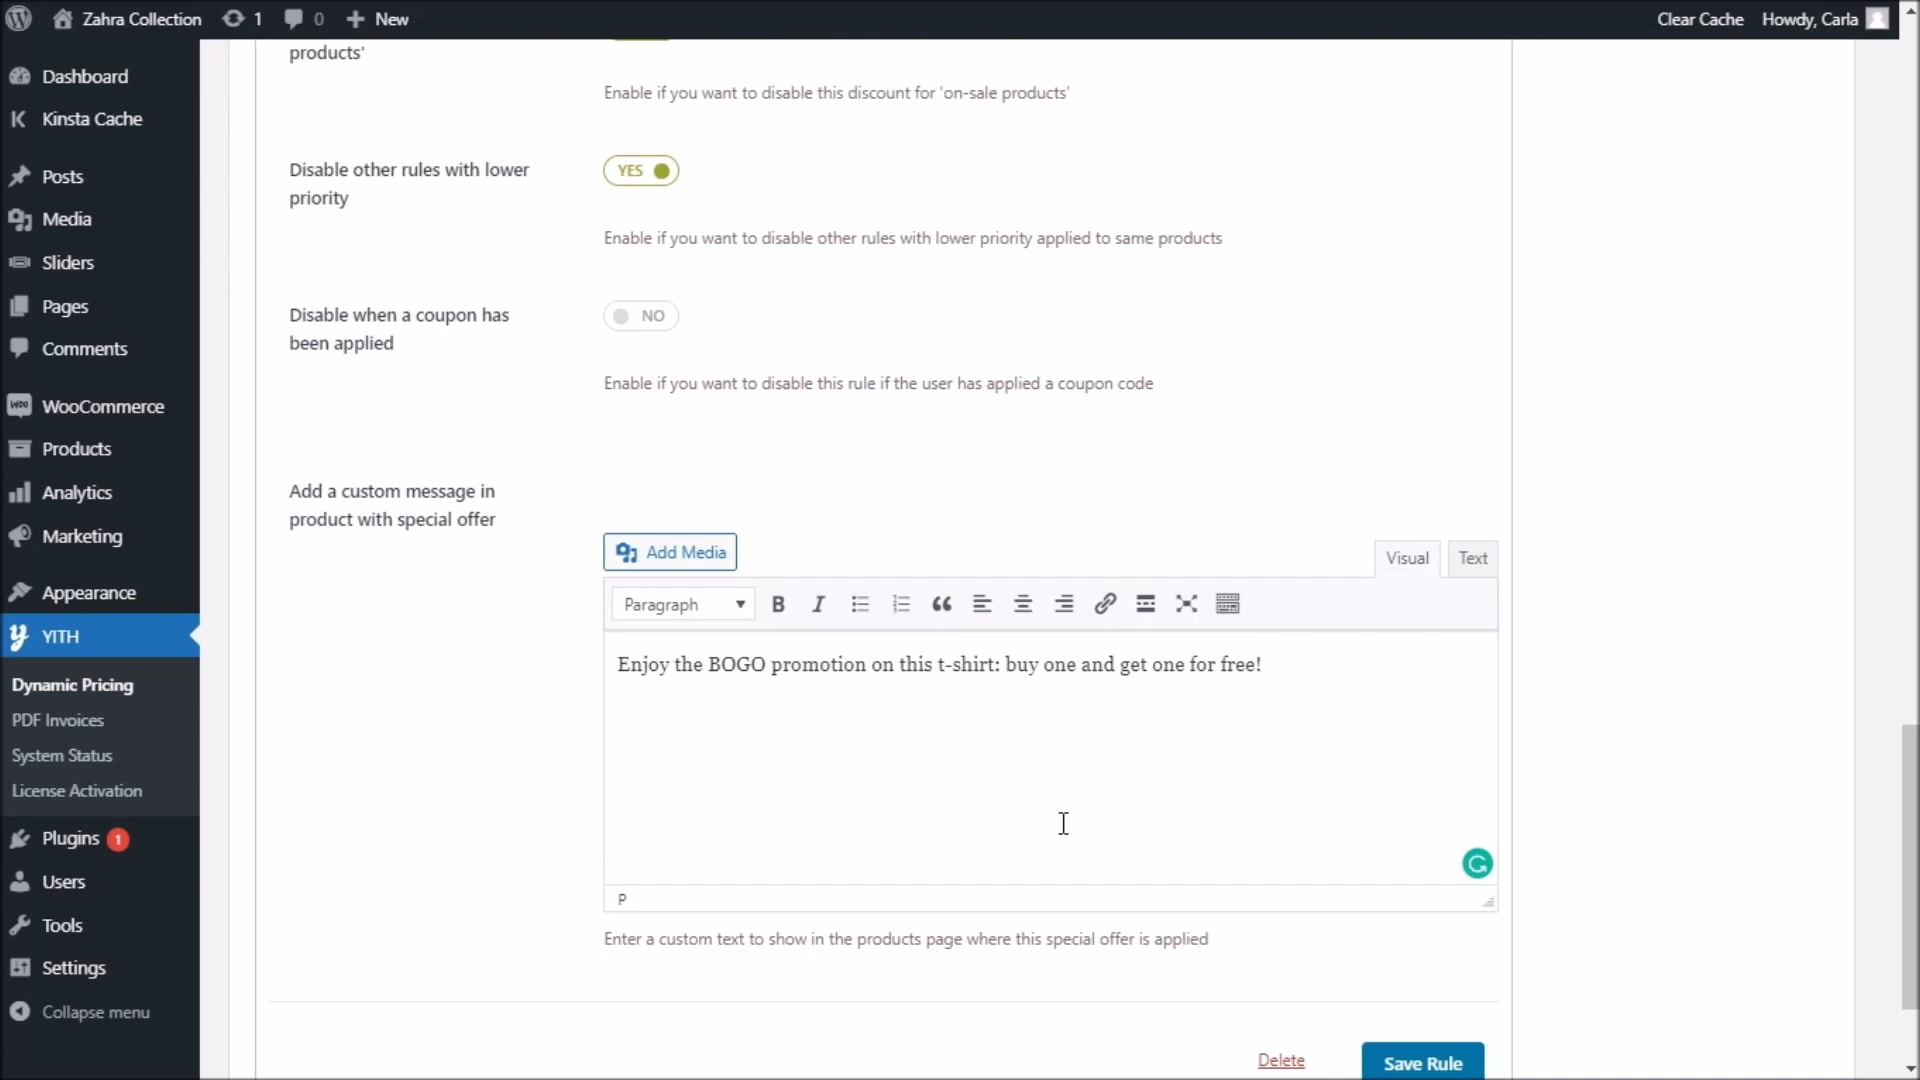 Zahra Collection 1 0 New Clear Cache Howdy, Carla
Dashboard
Kinsta Cache
Posts
Media
Sliders
Pages
Comments
WooCommerce
Products
Analytics
Marketing
Appearance
YITH
Dynamic Pricing
PDF Invoices
System Status
License Activation
Plugins 1
Users
Tools
Settings
Collapse menu
products'
Enable if you want to disable this discount for 'on-sale products'
Disable other rules with lower
priority
YES
Enable if you want to disable other rules with lower priority applied to same products
Disable when a coupon has
been applied
NO
Enable if you want to disable this rule if the user has applied a coupon code
Add a custom message in
product with special offer
Add Media
Visual Text
Paragraph B I
Enjoy the BOGO promotion on this t-shirt: buy one and get one for free!
P
Enter a custom text to show in the products page where this special offer is applied
Delete Save Rule